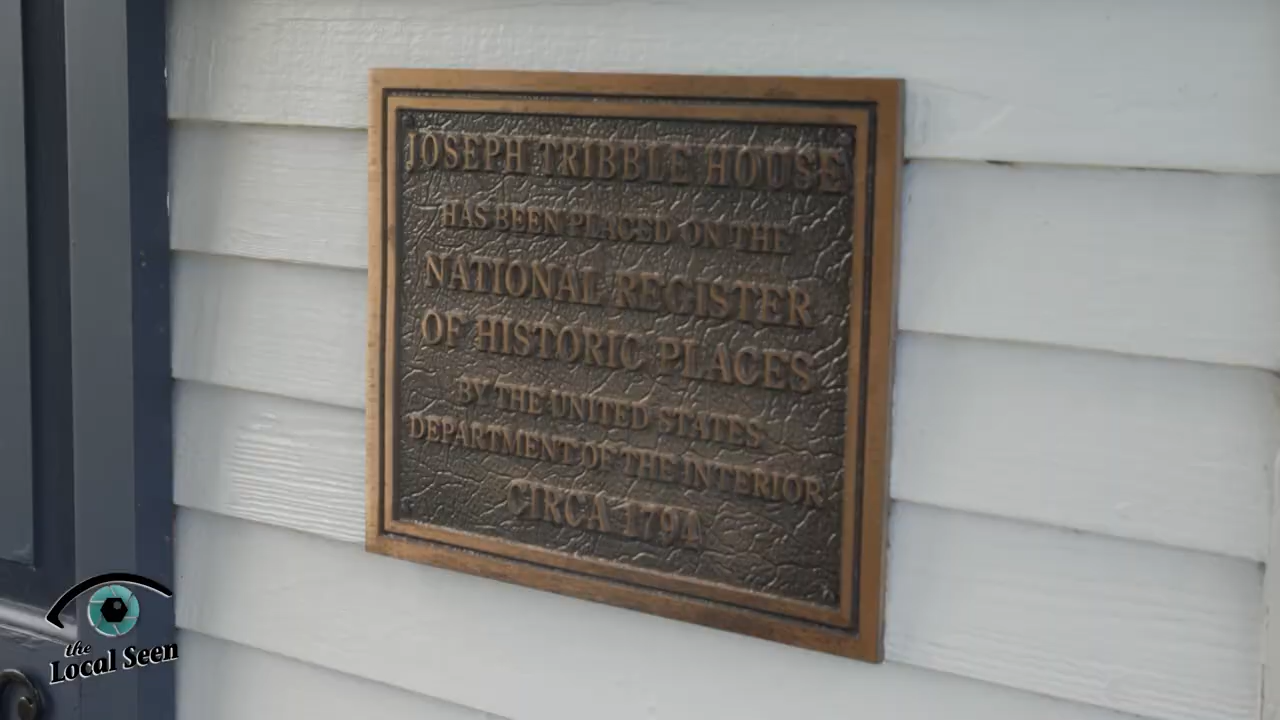 JOSEPH TRIBBLE HOUSE
HAS BEEN PLACED ON THE
NATIONAL REGISTER
OF HISTORIC PLACES
BY THE UNITED STATES
DEPARTMENT OF THE INTERIOR
CIRCA 1794
the
Local Seen